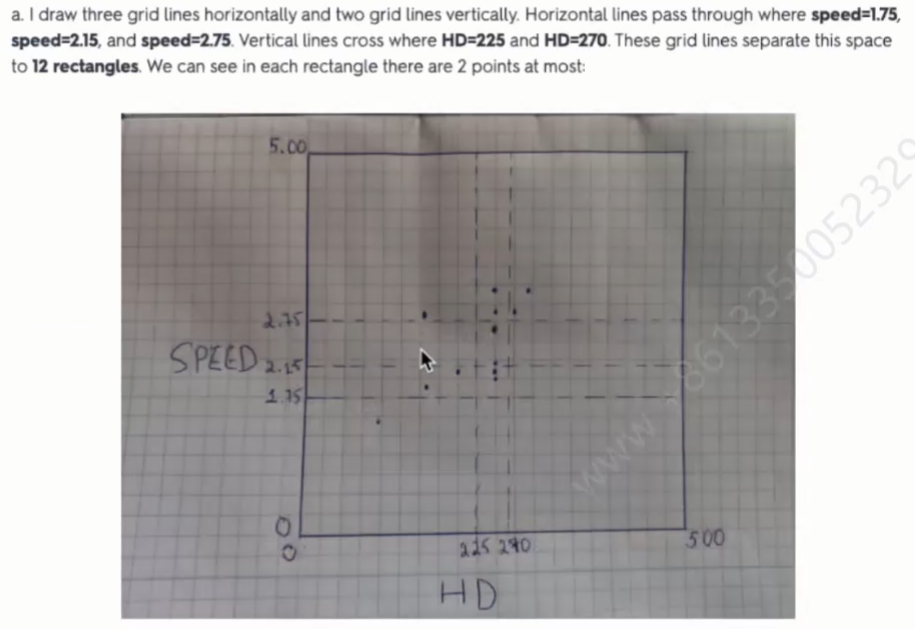 a. I draw three grid lines horizontally and two grid lines vertically. Horizontal lines pass through where speed=1.75,
speed=2.15, and speed=2.75. Vertical lines cross where HD=225 and HD=270. These grid lines separate this space
to 12 rectangles. We can see in each rectangle there are 2 points at most:
5.00
2.75
SPEED 2.15
1.75
0
0
225 270
500
HD
www +8613350052329